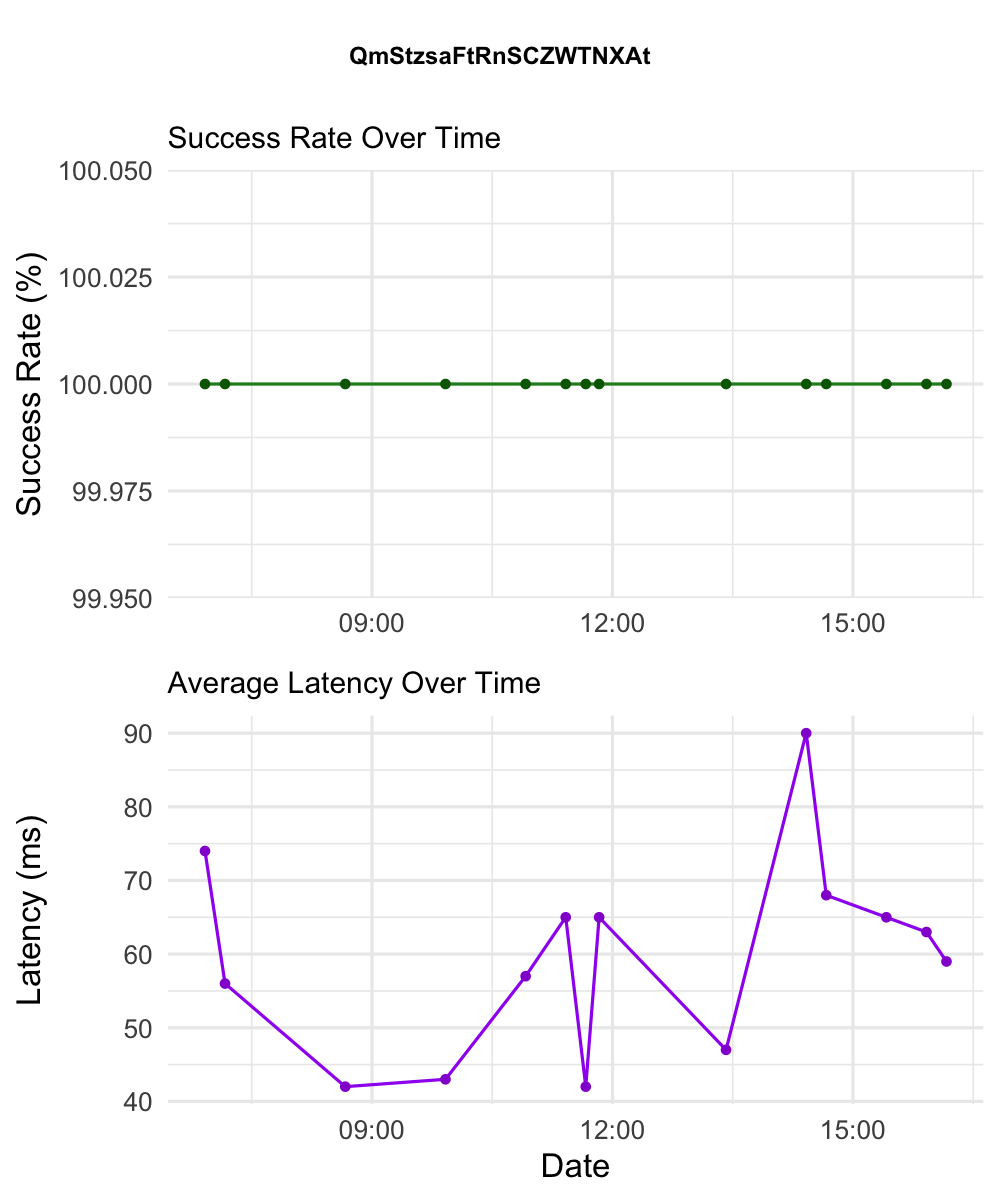 QmStzsaFtRnSCZWTNXAt
Success Rate Over Time
Success Rate (%)
100.050
100.025
100.000
99.975
99.950
09:00 12:00 15:00
Average Latency Over Time
Latency (ms)
90
80
70
60
50
40
09:00 12:00 15:00
Date